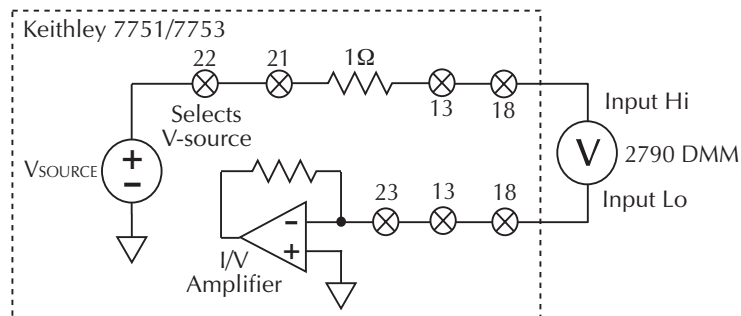 Keithley 7751/7753
22
21
1Ω
13
18
Selects
V-source
Input Hi
VSOURCE
+
−
V
2790 DMM
Input Lo
23
13
18
-
+
I/V
Amplifier